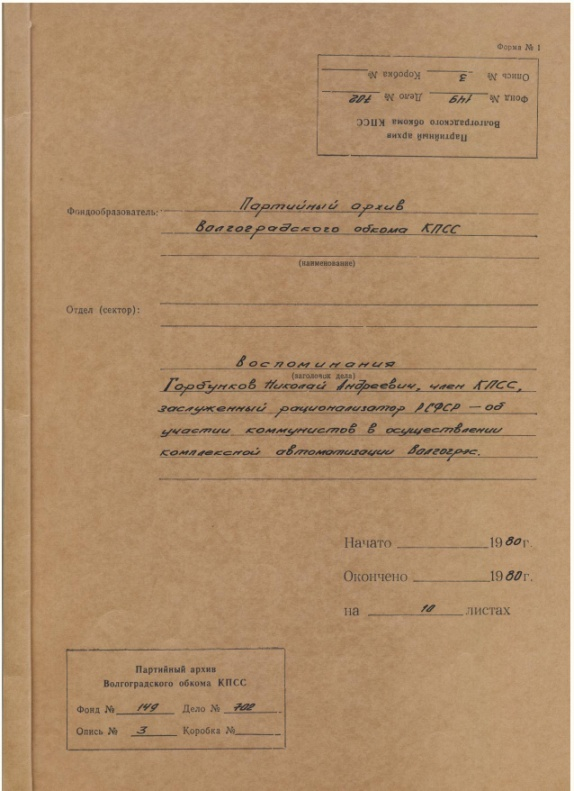 Форма № 1
Партийный архив
Волгоградского обкома КПСС
Фонд № 149 Дело № 702
Опись № 3 Коробка №
Фондообразователь: Партийный архив
Волгоградского обкома КПСС
(наименование)
Отдел (сектор):
Воспоминания
(заголовок дела)
Горбунков Николай Андреевич, член КПСС,
заслуженный рационализатор РСФСР — об
участии коммунистов в осуществлении
комплексной автоматизации Волгогрэс.
Начато 1980 г.
Окончено 1980 г.
на 10 листах
Партийный архив
Волгоградского обкома КПСС
Фонд № 149 Дело № 702
Опись № 3 Коробка №